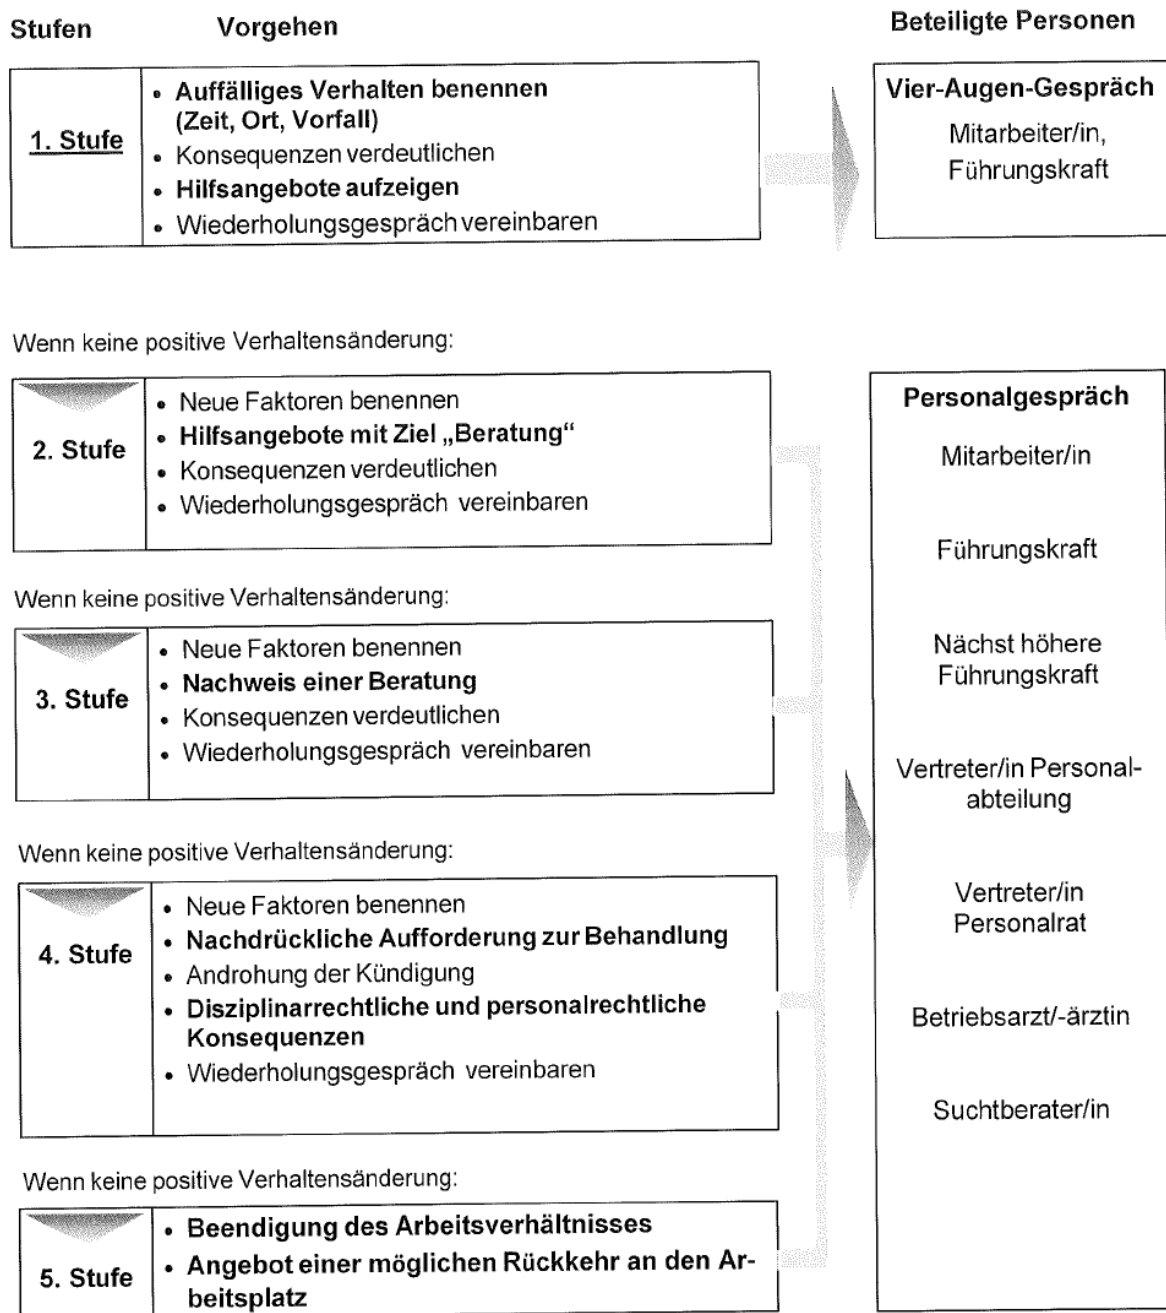 Stufen Vorgehen Beteiligte Personen
1. Stufe
• Auffälliges Verhalten benennen
(Zeit, Ort, Vorfall)
• Konsequenzen verdeutlichen
• Hilfsangebote aufzeigen
• Wiederholungsgespräch vereinbaren
Vier-Augen-Gespräch
Mitarbeiter/in,
Führungskraft
Wenn keine positive Verhaltensänderung:
2. Stufe
• Neue Faktoren benennen
• Hilfsangebote mit Ziel „Beratung“
• Konsequenzen verdeutlichen
• Wiederholungsgespräch vereinbaren
Wenn keine positive Verhaltensänderung:
3. Stufe
• Neue Faktoren benennen
• Nachweis einer Beratung
• Konsequenzen verdeutlichen
• Wiederholungsgespräch vereinbaren
Wenn keine positive Verhaltensänderung:
4. Stufe
• Neue Faktoren benennen
• Nachdrückliche Aufforderung zur Behandlung
• Androhung der Kündigung
• Disziplinarrechtliche und personalrechtliche
Konsequenzen
• Wiederholungsgespräch vereinbaren
Wenn keine positive Verhaltensänderung:
5. Stufe
• Beendigung des Arbeitsverhältnisses
• Angebot einer möglichen Rückkehr an den Ar-
beitsplatz
Personalgespräch
Mitarbeiter/in
Führungskraft
Nächst höhere
Führungskraft
Vertreter/in Personal-
abteilung
Vertreter/in
Personalrat
Betriebsarzt/-ärztin
Suchtberater/in